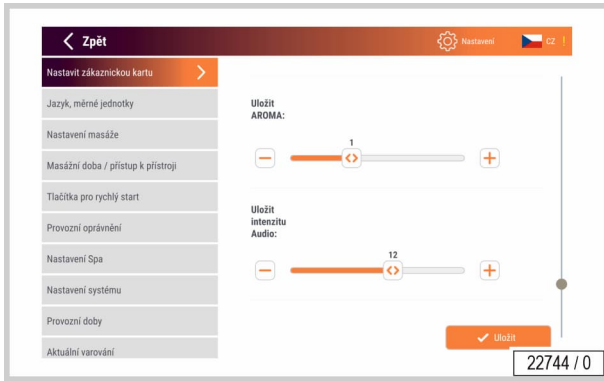 Zpět
Nastavení
CZ !
Nastavit zákaznickou kartu
Jazyk, měrné jednotky
Nastavení masáže
Masážní doba / přístup k přístroji
Tlačítka pro rychlý start
Provozní oprávnění
Nastavení Spa
Nastavení systému
Provozní doby
Aktuální varování
Uložit
AROMA:
1
Uložit
intenzitu
Audio:
12
Uložit
22744 / 0